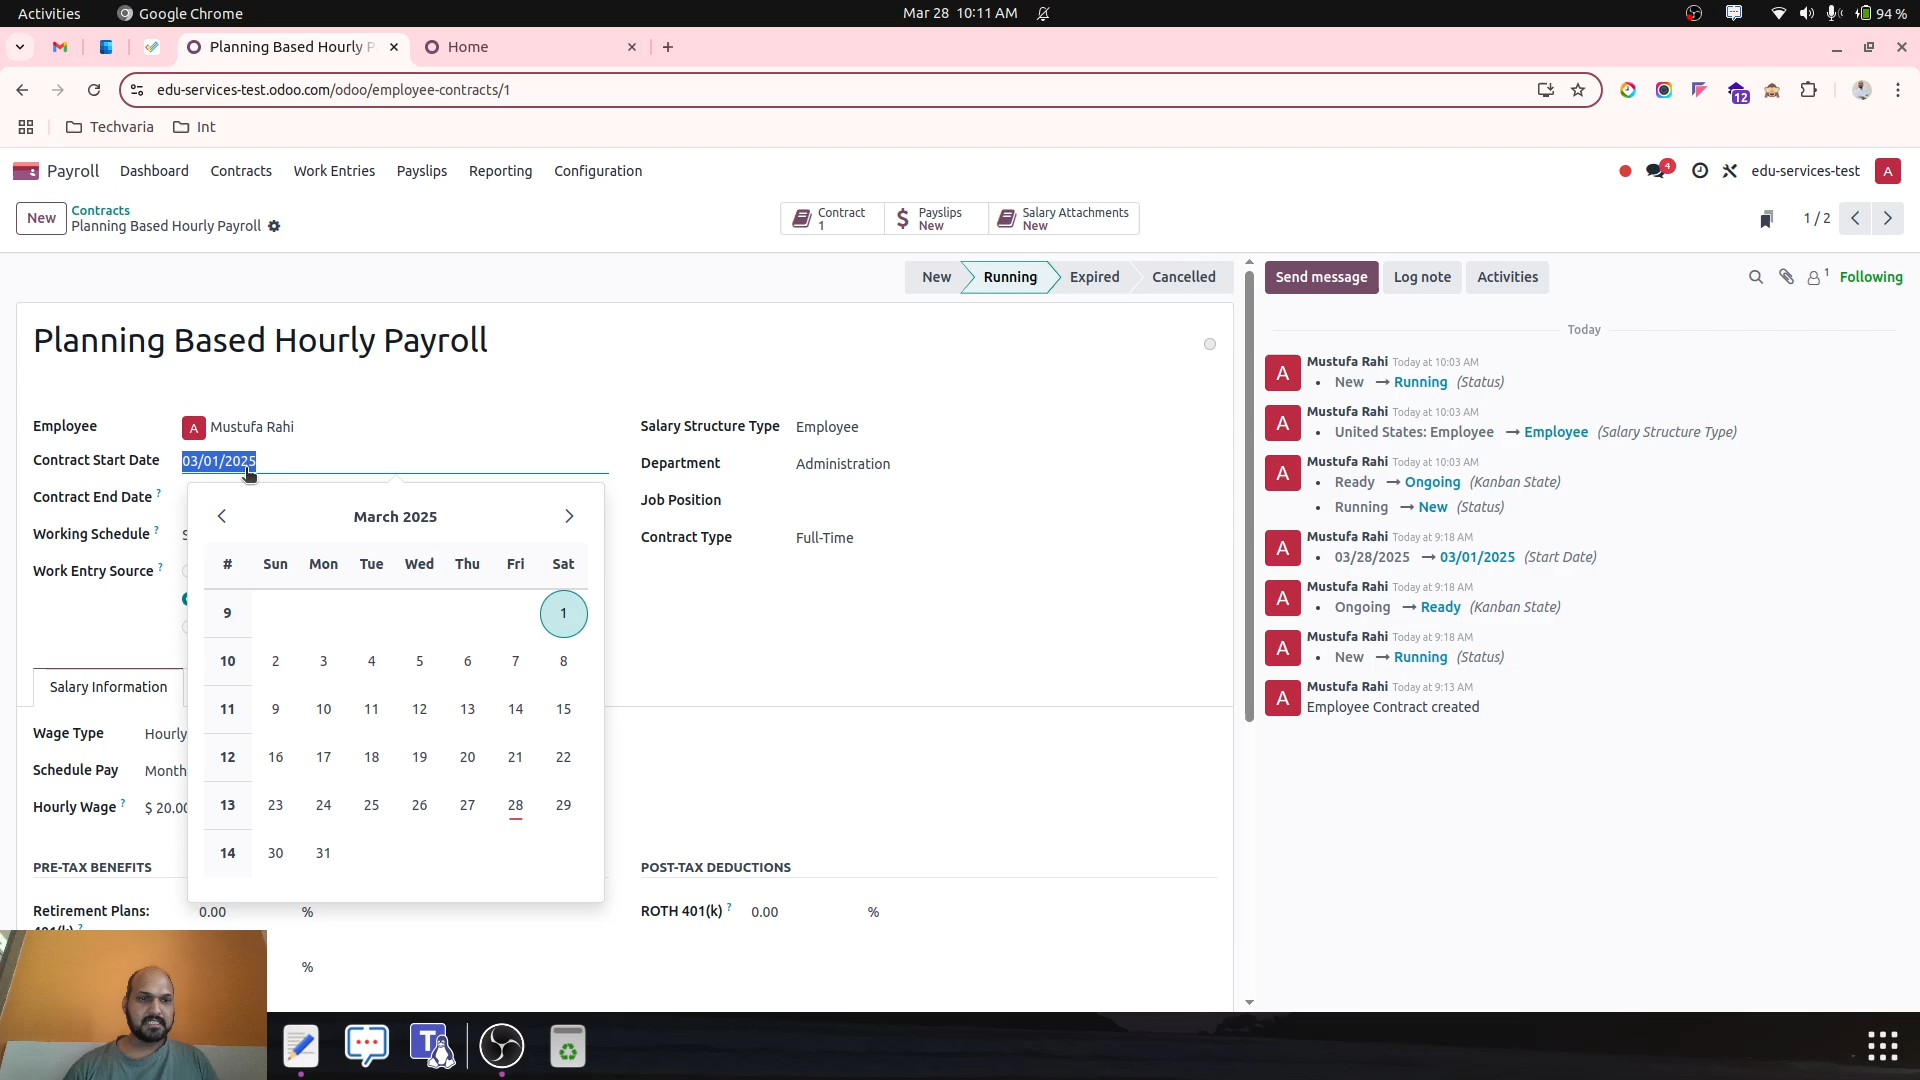 Activities
Google Chrome
Mar 28 10:11 AM
94 %
Planning Based Hourly P
Home
edu-services-test.odoo.com/odoo/employee-contracts/1
12
Techvaria
Int
Payroll
Dashboard
Contracts
Work Entries
Payslips
Reporting
Configuration
4
edu-services-test
A
New
Contracts
Planning Based Hourly Payroll
Contract
1
Payslips
New
Salary Attachments
New
1 / 2
New
Running
Expired
Cancelled
Send message
Log note
Activities
1
Following
Planning Based Hourly Payroll
Employee
A
Mustufa Rahi
Contract Start Date
03/01/2025
Contract End Date ?
Working Schedule ?
Work Entry Source ?
Salary Structure Type
Employee
Department
Administration
Job Position
Contract Type
Full-Time
March 2025
# Sun Mon Tue Wed Thu Fri Sat
9 1
10 2 3 4 5 6 7 8
11 9 10 11 12 13 14 15
12 16 17 18 19 20 21 22
13 23 24 25 26 27 28 29
14 30 31
Salary Information
Wage Type
Hourly
Schedule Pay
Month
Hourly Wage ?
$ 20.00
PRE-TAX BENEFITS
Retirement Plans:
0.00 %
%
POST-TAX DEDUCTIONS
ROTH 401(k) ?
0.00 %
Today
A
Mustufa Rahi Today at 10:03 AM
• New → Running (Status)
A
Mustufa Rahi Today at 10:03 AM
• United States: Employee → Employee (Salary Structure Type)
A
Mustufa Rahi Today at 10:03 AM
• Ready → Ongoing (Kanban State)
• Running → New (Status)
A
Mustufa Rahi Today at 9:18 AM
• 03/28/2025 → 03/01/2025 (Start Date)
A
Mustufa Rahi Today at 9:18 AM
• Ongoing → Ready (Kanban State)
A
Mustufa Rahi Today at 9:18 AM
• New → Running (Status)
A
Mustufa Rahi Today at 9:13 AM
Employee Contract created
T